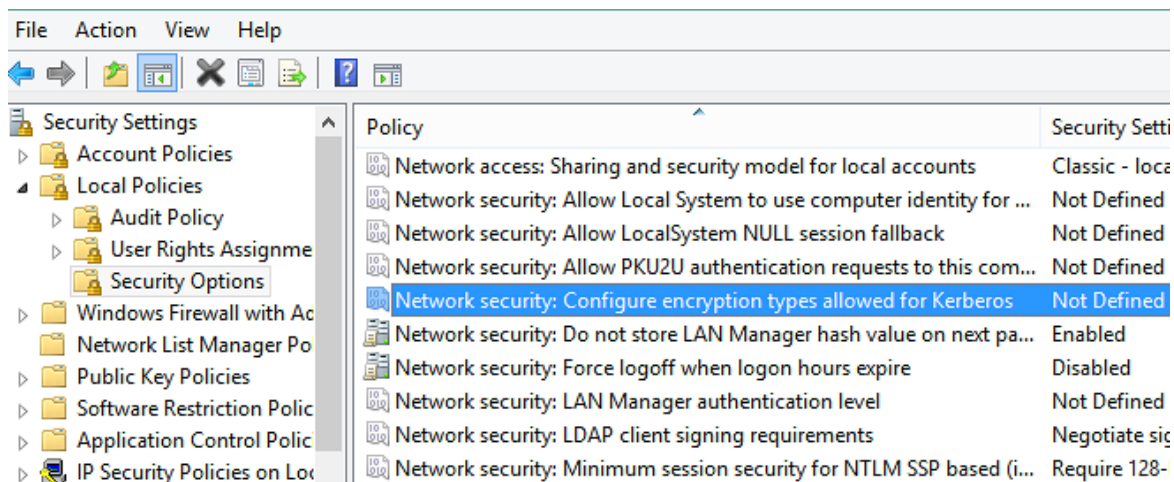 File Action View Help
Security Settings
Account Policies
Local Policies
Audit Policy
User Rights Assignme
Security Options
Windows Firewall with Ad
Network List Manager Po
Public Key Policies
Software Restriction Polic
Application Control Polic
IP Security Policies on Loc
Policy Security Setti
Network access: Sharing and security model for local accounts Classic - loca
Network security: Allow Local System to use computer identity for ... Not Defined
Network security: Allow LocalSystem NULL session fallback Not Defined
Network security: Allow PKU2U authentication requests to this com... Not Defined
Network security: Configure encryption types allowed for Kerberos Not Defined
Network security: Do not store LAN Manager hash value on next pa... Enabled
Network security: Force logoff when logon hours expire Disabled
Network security: LAN Manager authentication level Not Defined
Network security: LDAP client signing requirements Negotiate sig
Network security: Minimum session security for NTLM SSP based (i... Require 128-